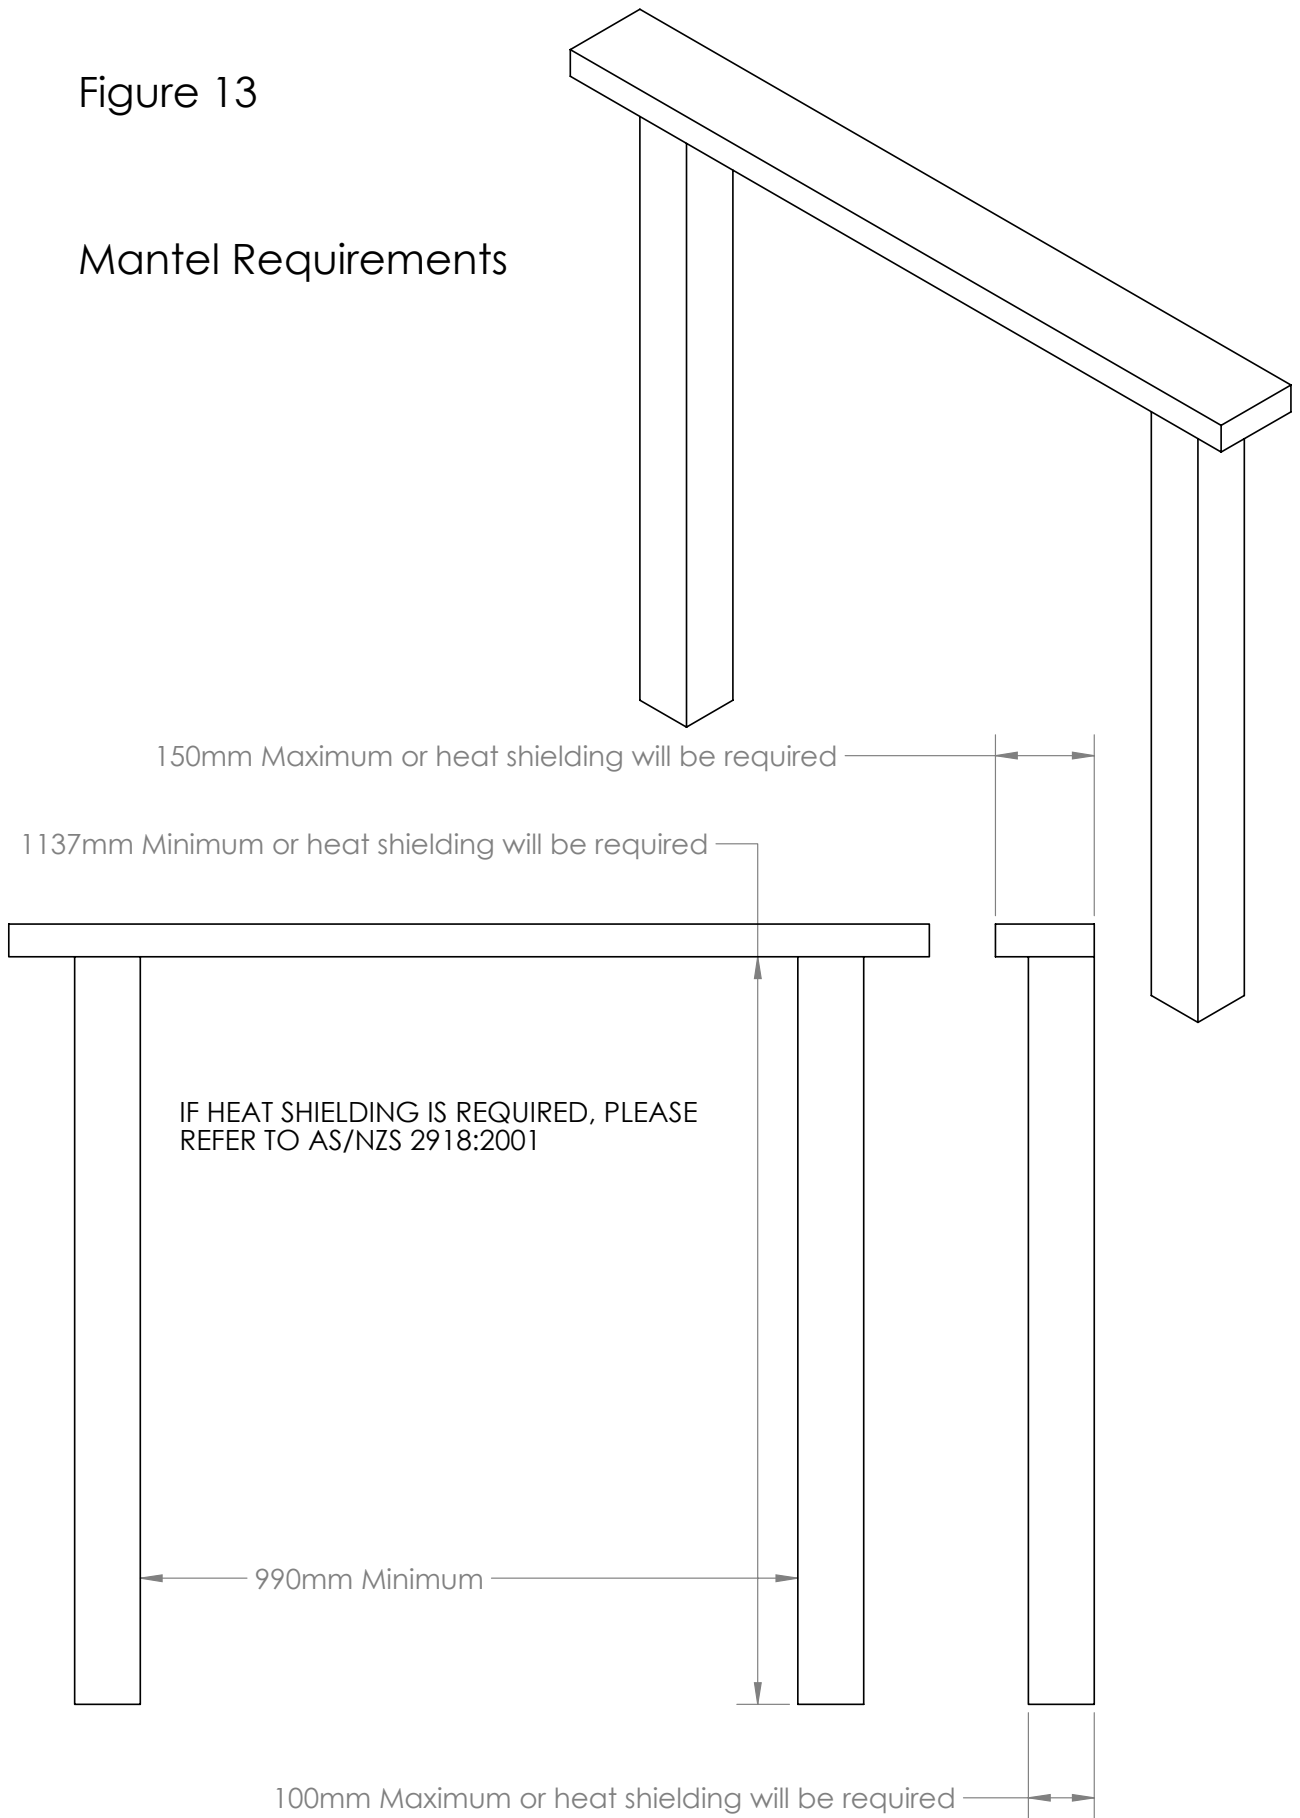 Figure 13
Mantel Requirements
150mm Maximum or heat shielding will be required
1137mm Minimum or heat shielding will be required
IF HEAT SHIELDING IS REQUIRED, PLEASE
REFER TO AS/NZS 2918:2001
990mm Minimum
100mm Maximum or heat shielding will be required